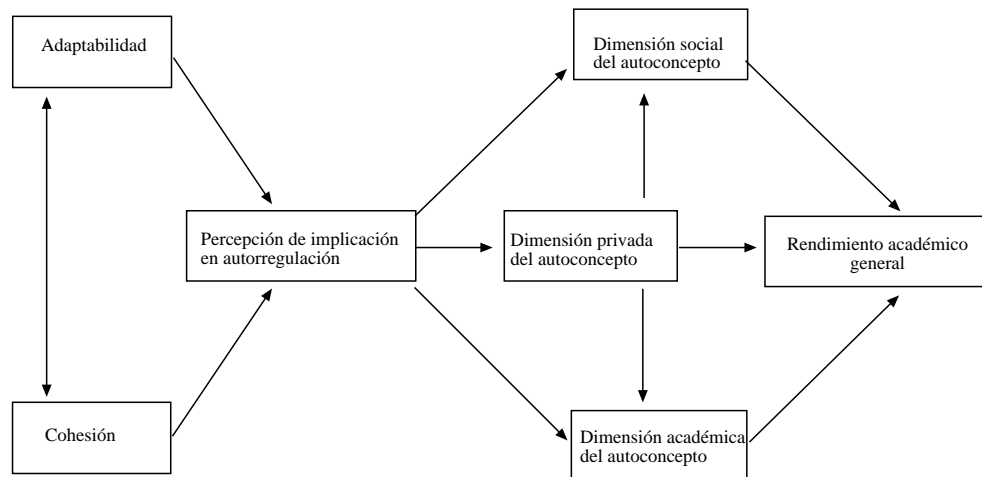 Adaptabilidad
Dimensión social
del autoconcepto
Percepción de implicación
en autorregulación
Dimensión privada
del autoconcepto
Rendimiento académico
general
Cohesión
Dimensión académica
del autoconcepto